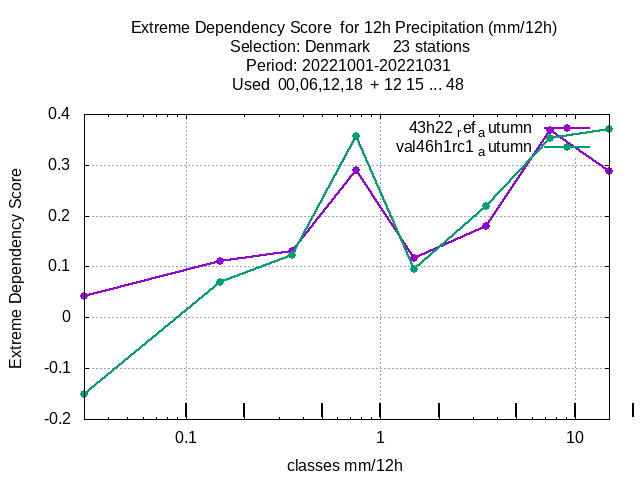 Extreme Dependency Score  for 12h Precipitation (mm/12h)
Selection: Denmark     23 stations
Period: 20221001-20221031
Used  00,06,12,18  + 12 15 ... 48
43h22 ref a utumn
val46h1rc1 a utumn
Extreme Dependency Score
0.4
0.3
0.2
0.1
0
-0.1
-0.2
0.1 1 10
classes mm/12h